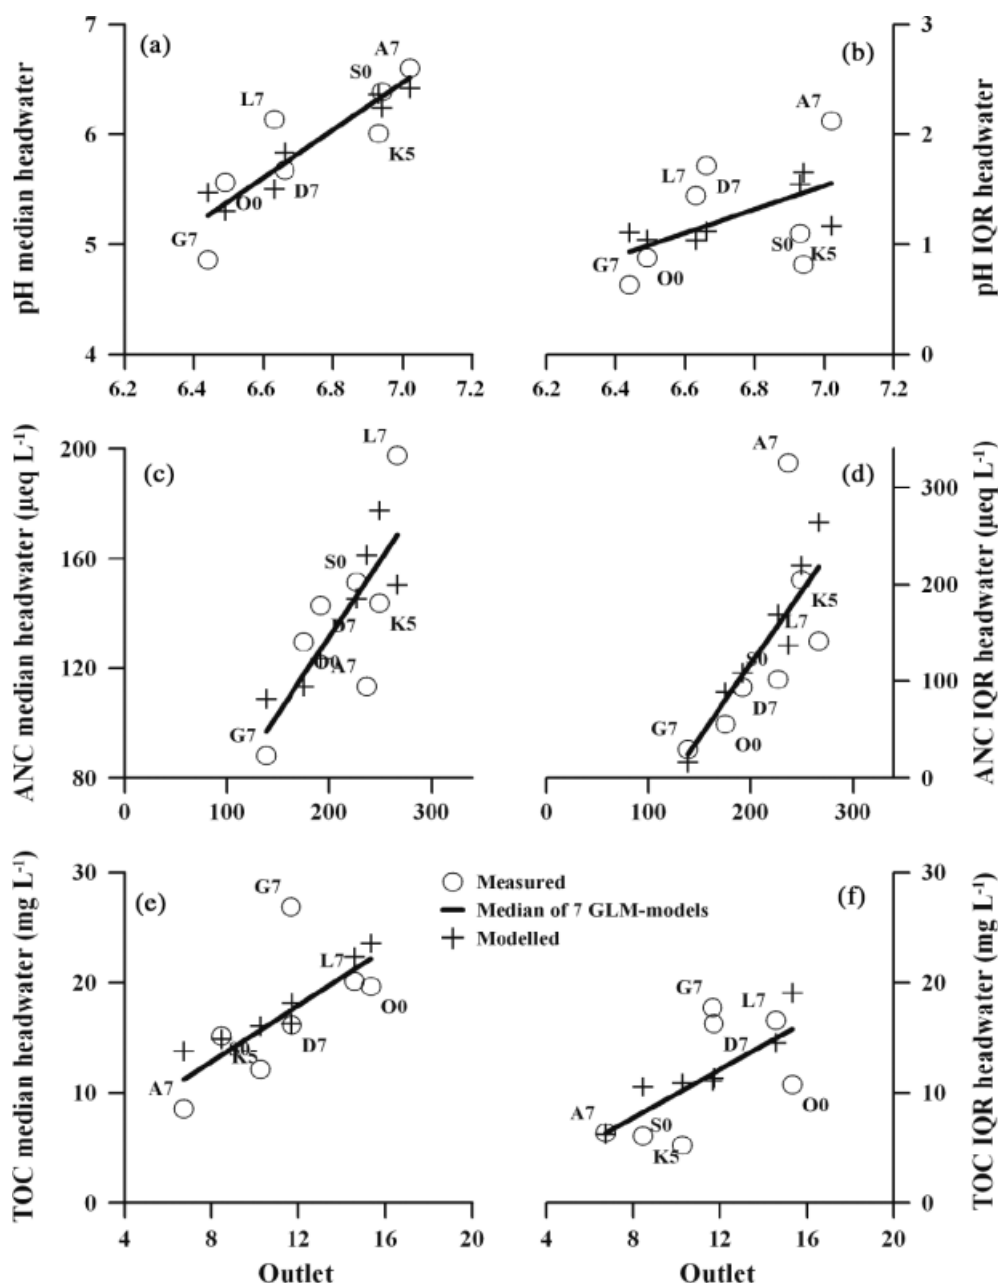 pH median headwater
7
6
5
4
(a)
A7
S0
L7
K5
D7
O0
G7
6.2
6.4
6.6
6.8
7.0
7.2
(b)
A7
L7
D7
S0
K5
G7
O0
6.2
6.4
6.6
6.8
7.0
7.2
3
2
1
0
pH IQR headwater
ANC median headwater (µeq L-1)
200
160
120
80
(c)
L7
S0
D7
K5
O0
A7
G7
0
100
200
300
(d)
A7
K5
L7
S0
D7
G7
O0
0
100
200
300
300
200
100
0
ANC IQR headwater (µeq L-1)
TOC median headwater (mg L-1)
30
20
10
0
(e)
G7
L7
O0
D7
S0
K5
A7
4
8
12
16
20
Outlet
Measured
Median of 7 GLM-models
Modelled
(f)
G7
L7
D7
O0
A7
S0
K5
4
8
12
16
20
Outlet
30
20
10
0
TOC IQR headwater (mg L-1)